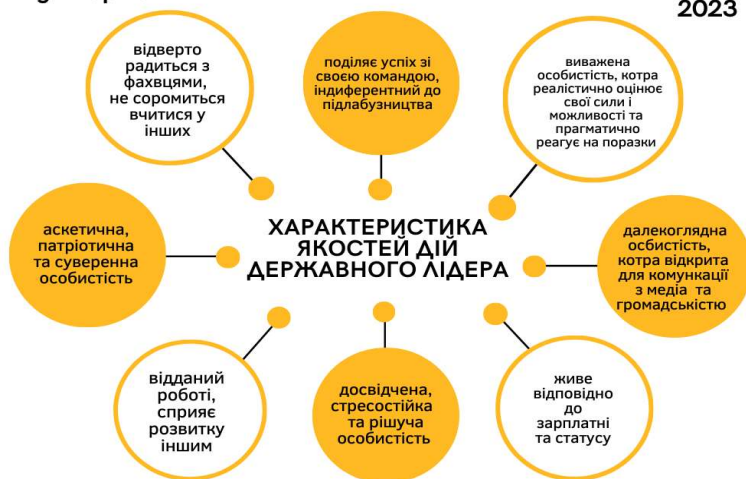 2023
відверто
радиться з
фахвцями,
не соромиться
вчитися у
інших
поділяє успіх зі
своєю командою,
індиферентний до
підлабузництва
виважена
особистість, котра
реалістично оцінює
свої сили і
можливості та
прагматично
реагує на поразки
аскетична,
патріотична
та суверенна
особистість
ХАРАКТЕРИСТИКА
ЯКОСТЕЙ ДІЙ
ДЕРЖАВНОГО ЛІДЕРА
далекоглядна
осбистість,
котра відкрита
для комункації
з медіа та
громадськістю
відданий
роботі,
сприяє
розвитку
іншим
досвідчена,
стресостійка
та рішуча
особистість
живе
відповідно
до
зарплатні
та статусу